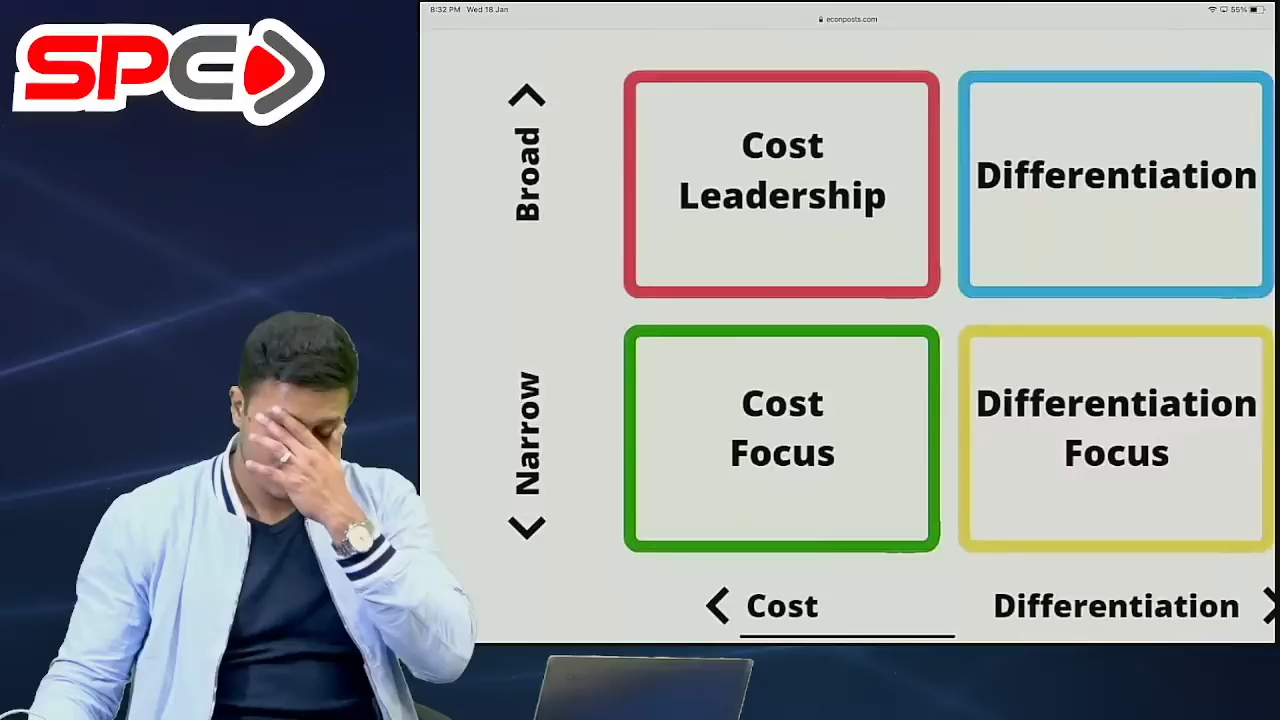 SPE
8:32 PM Wed 18 Jan
55%
econposts.com
Broad
Cost
Leadership
Differentiation
Narrow
Cost
Focus
Differentiation
Focus
Cost
Differentiation